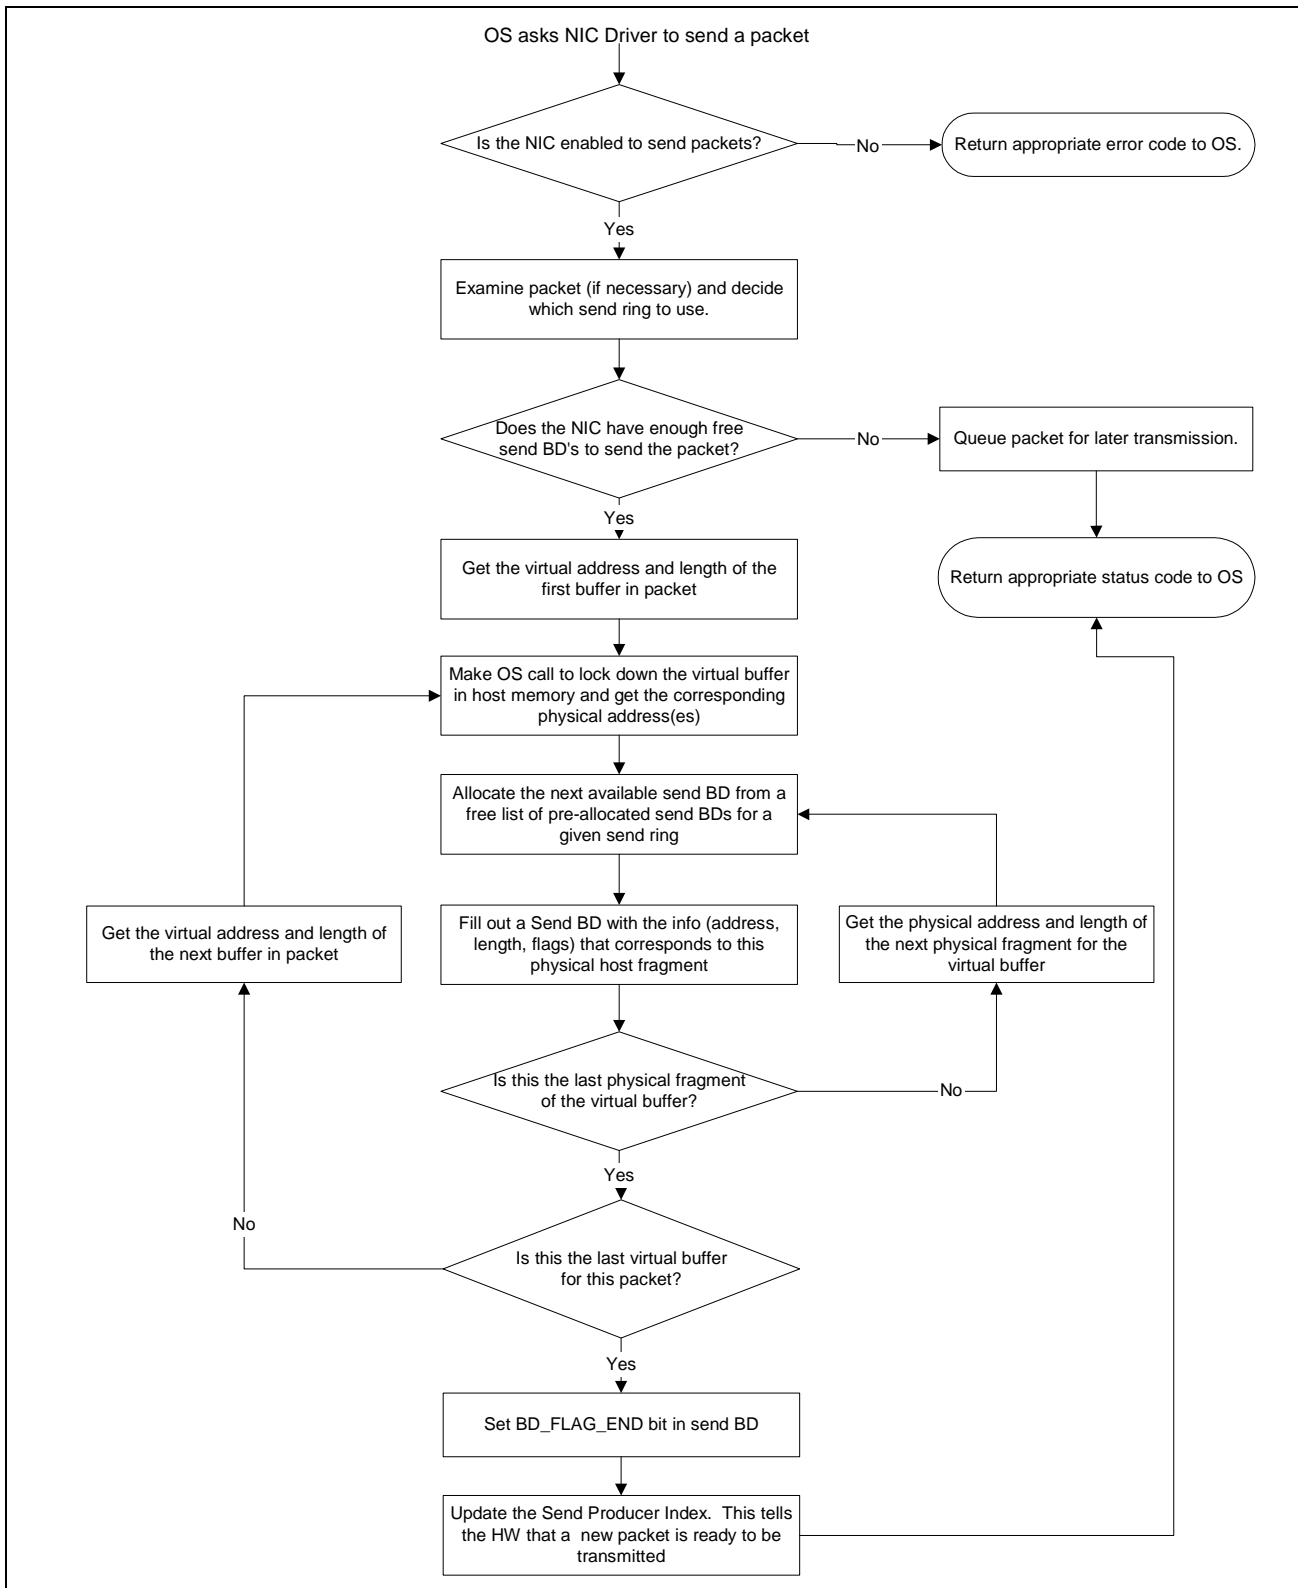 OS asks NIC Driver to send a packet
Is the NIC enabled to send packets?
No
Return appropriate error code to OS.
Yes
Examine packet (if necessary) and decide
which send ring to use.
Does the NIC have enough free
send BD's to send the packet?
No
Queue packet for later transmission.
Yes
Get the virtual address and length of the
first buffer in packet
Return appropriate status code to OS
Make OS call to lock down the virtual buffer
in host memory and get the corresponding
physical address(es)
Allocate the next available send BD from a
free list of pre-allocated send BDs for a
given send ring
Get the virtual address and length of
the next buffer in packet
Fill out a Send BD with the info (address,
length, flags) that corresponds to this
physical host fragment
Get the physical address and length of
the next physical fragment for the
virtual buffer
Is this the last physical fragment
of the virtual buffer?
No
Yes
No
Is this the last virtual buffer
for this packet?
Yes
Set BD_FLAG_END bit in send BD
Update the Send Producer Index.  This tells
the HW that a  new packet is ready to be
transmitted